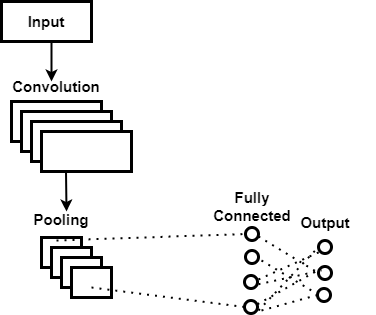 Input
Convolution
Pooling
Fully
Connected
Output